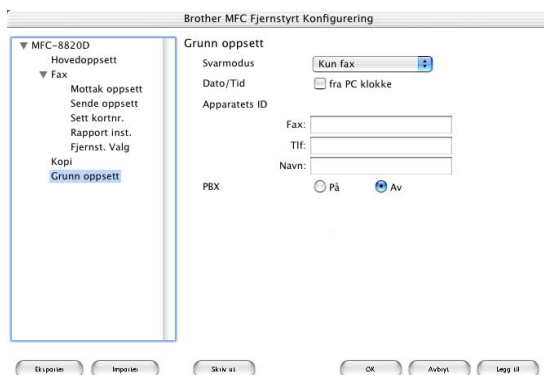 Brother MFC Fjernstyrt Konfigurering
MFC-8820D
Hovedoppsett
Fax
Mottak oppsett
Sende oppsett
Sett kortnr.
Rapport inst.
Fjernst. Valg
Kopi
Grunn oppsett
Grunn oppsett
Svarmodus
Kun fax
Dato/Tid
fra PC klokke
Apparatets ID
Fax:
Tlf:
Navn:
PBX
På
Av
Eksporter
Importer
Skriv ut
OK
Avbryt
Legg til